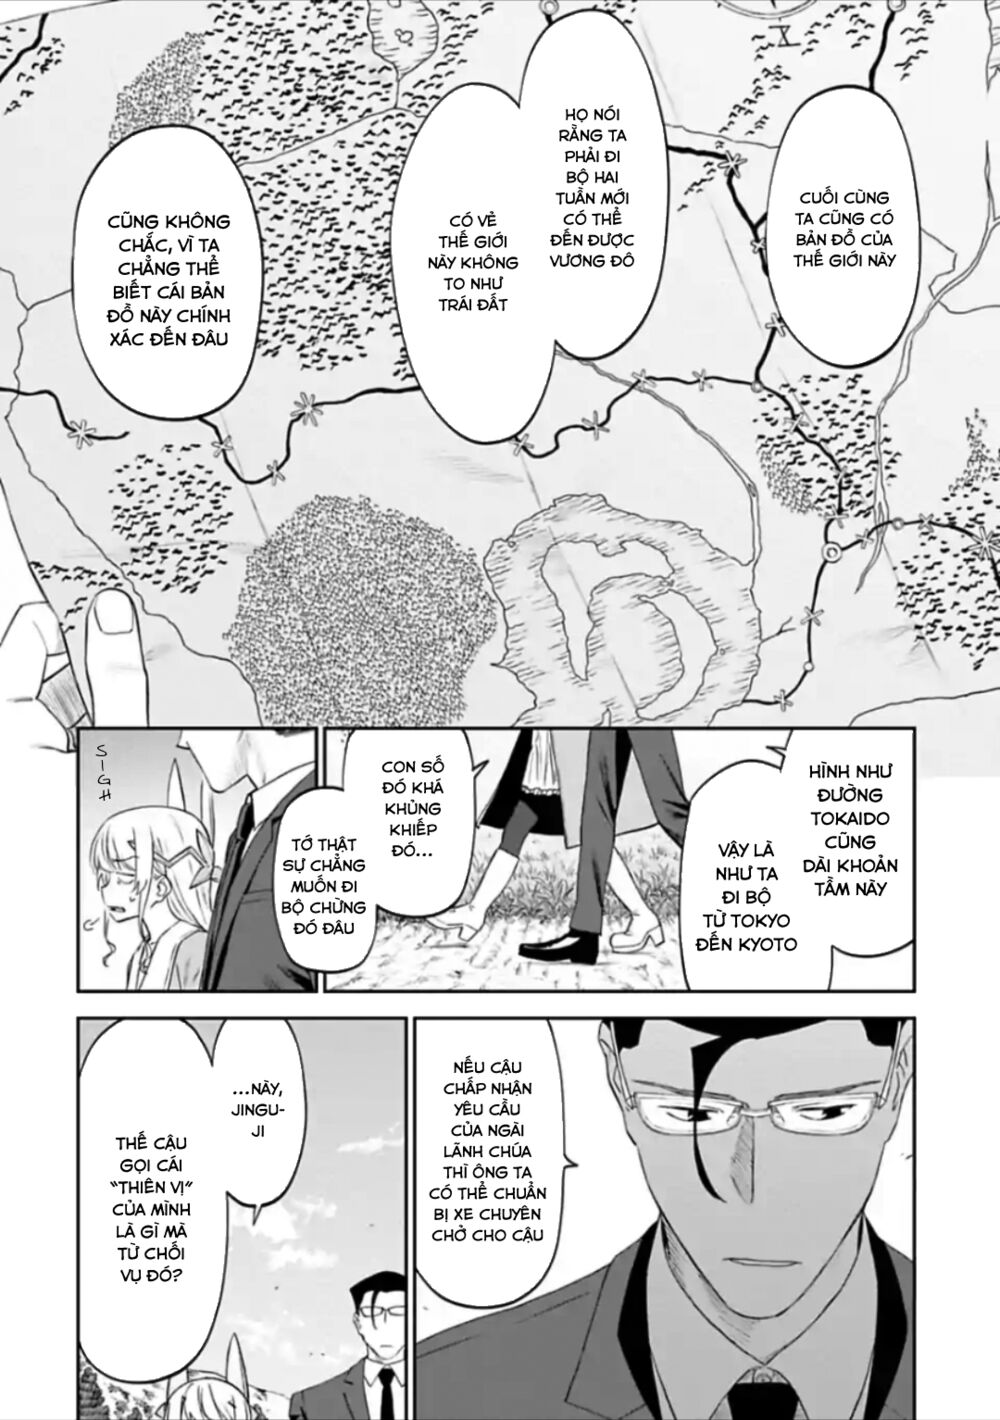 CUỐI CÙNG
TA CŨNG CÓ
BẢN ĐỒ CỦA
THẾ GIỚI NÀY
HỌ NÓI
RẰNG TA
PHẢI ĐI
BỘ HAI
TUẦN MỚI
CÓ THỂ
ĐẾN ĐƯỢC
VƯƠNG ĐÔ
CÓ VẺ
THẾ GIỚI
NÀY KHÔNG
TO NHƯ
TRÁI ĐẤT
CŨNG KHÔNG
CHẮC, VÌ TA
CHẲNG THỂ
BIẾT CÁI BẢN
ĐỒ NÀY CHÍNH
XÁC ĐẾN ĐÂU
HÌNH NHƯ
ĐƯỜNG
TOKAIDO
CŨNG
DÀI KHOẢN
TẦM NÀY
VẬY LÀ
NHƯ TA
ĐI BỘ
TỪ TOKYO
ĐẾN KYOTO
CON SỐ
ĐÓ KHÁ
KHỦNG
KHIẾP
ĐÓ...
TỚ THẬT
SỰ CHẲNG
MUỐN ĐI
BỘ CHỪNG
ĐÓ ĐÂU
SIGH
NẾU CẬU
CHẤP NHẬN
YÊU CẦU
CỦA NGÀI
LÃNH CHÚA
THÌ ÔNG TA
CÓ THỂ CHUẨN
BỊ XE CHUYÊN
CHỞ CHO CẬU
...NÀY,
JINGU-
JI
THẾ CẬU
GỌI CÁI
"THIÊN VỊ"
CỦA MÌNH
LÀ GÌ MÀ
TỪ CHỐI
VỤ ĐÓ?